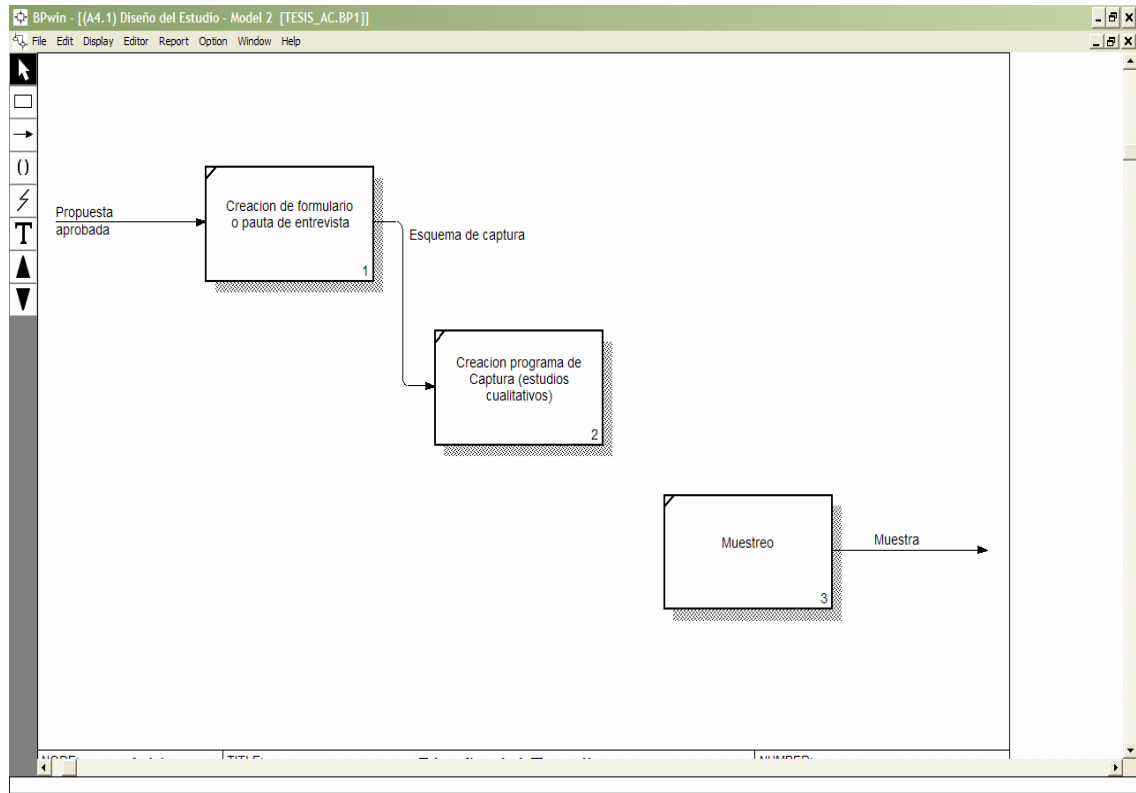 BPwin - [(A4.1) Diseño del Estudio - Model 2 [TESIS_AC.BP1]]
File Edit Display Editor Report Option Window Help
()
T
Propuesta
aprobada
Creacion de formulario
o pauta de entrevista
1
Esquema de captura
Creacion programa de
Captura (estudios
cualitativos)
2
Muestreo
3
Muestra
NODE: TITLE: NUMBER: